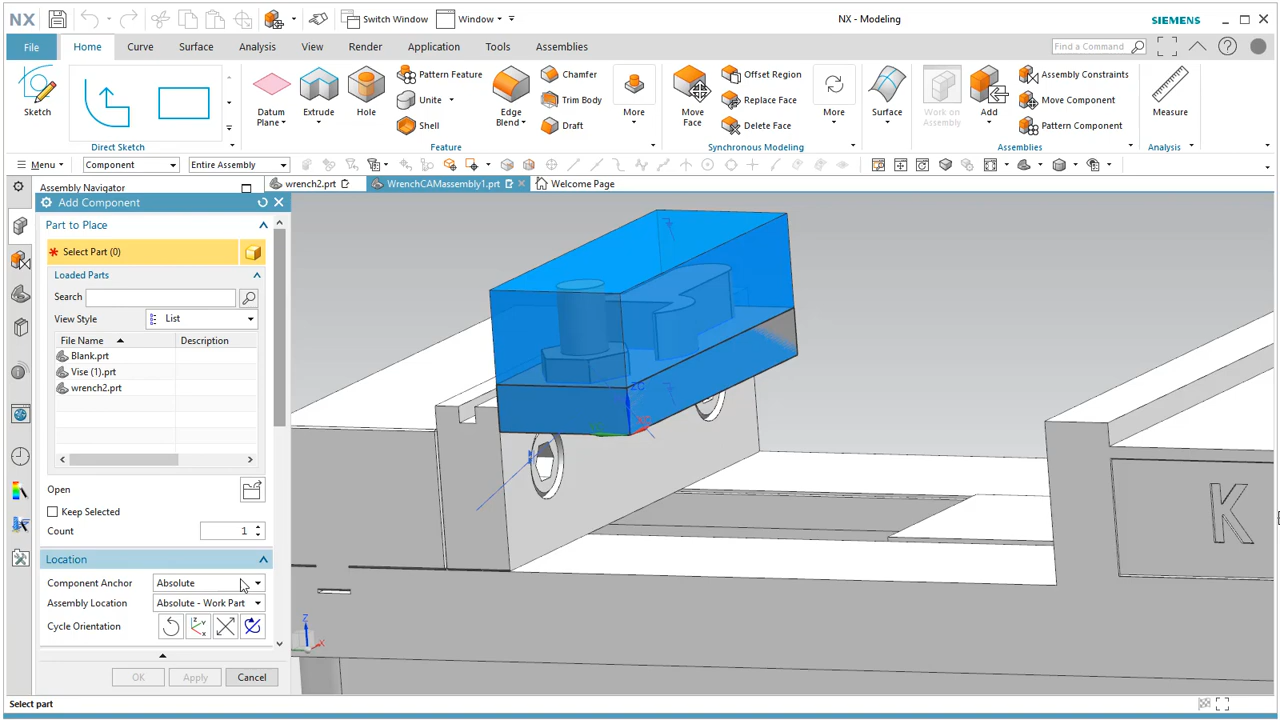 NX
Switch Window
Window
NX - Modeling
SIEMENS
File
Home
Curve
Surface
Analysis
View
Render
Application
Tools
Assemblies
Find a Command
Sketch
Datum Plane
Extrude
Hole
Pattern Feature
Unite
Shell
Edge Blend
Chamfer
Trim Body
Draft
More
Move Face
Offset Region
Replace Face
Delete Face
More
Surface
Work on Assembly
Add
Assembly Constraints
Move Component
Pattern Component
Measure
Direct Sketch
Feature
Synchronous Modeling
Assemblies
Analysis
Menu
Component
Entire Assembly
Assembly Navigator
wrench2.prt
WrenchCAMassembly1.prt
Welcome Page
Add Component
Part to Place
* Select Part (0)
Loaded Parts
Search
View Style
List
File Name
Description
Blank.prt
Vise (1).prt
wrench2.prt
Open
Keep Selected
Count
1
Location
Component Anchor
Absolute
Assembly Location
Absolute - Work Part
Cycle Orientation
OK
Apply
Cancel
Select part
ZC
K
Z
X